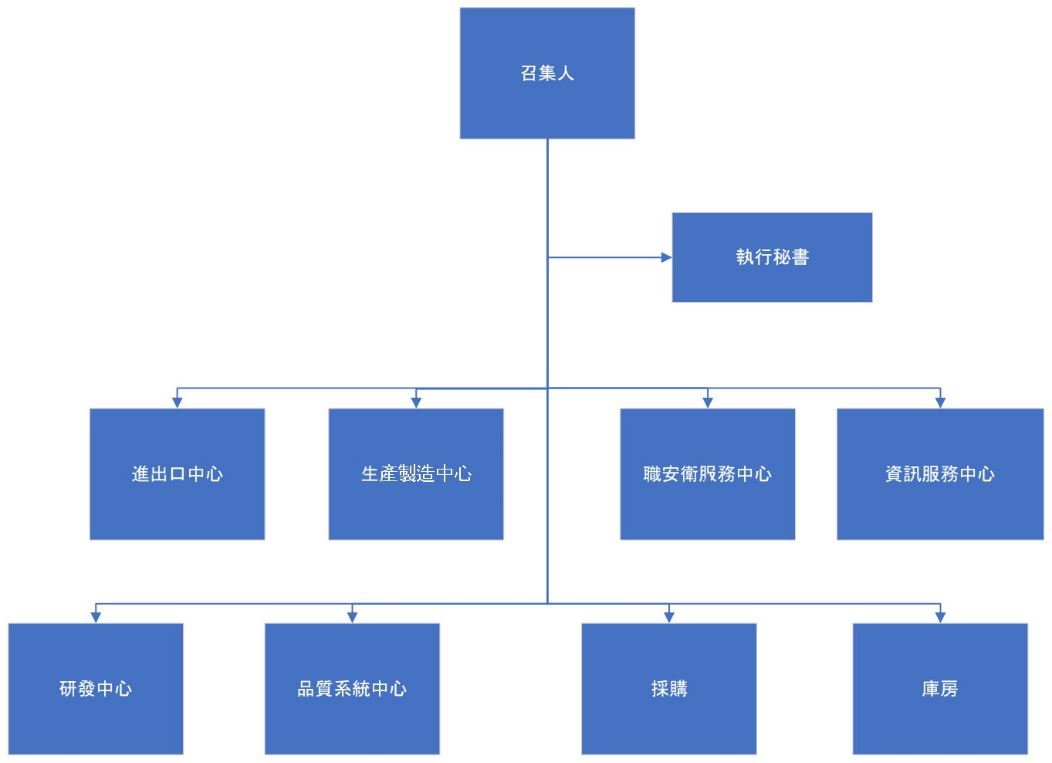 召集人
執行秘書
進出口中心
生產製造中心
職安衛服務中心
資訊服務中心
研發中心
品質系統中心
採購
庫房